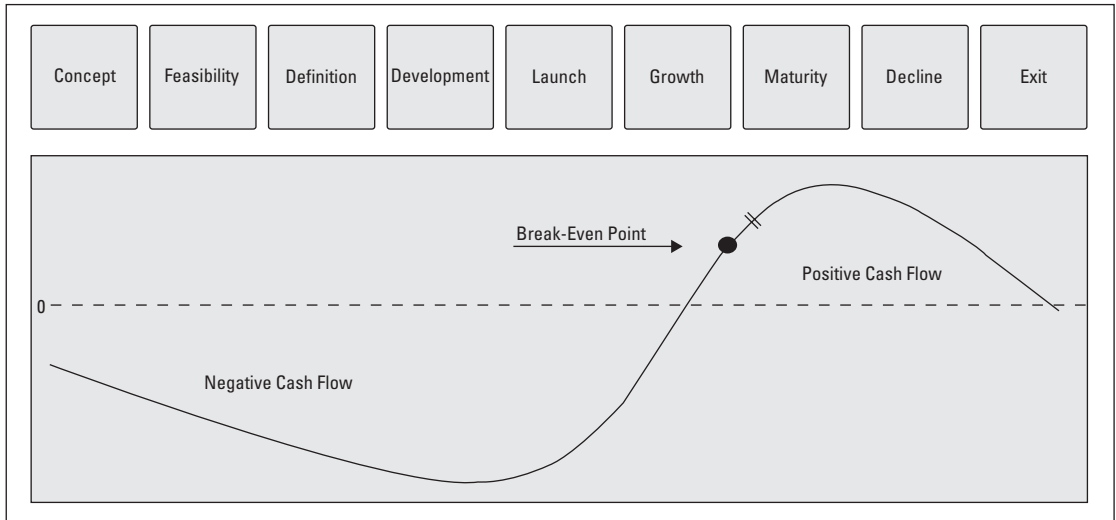 Concept
Feasibility
Definition
Development
Launch
Growth
Maturity
Decline
Exit
Break-Even Point
Positive Cash Flow
0
Negative Cash Flow